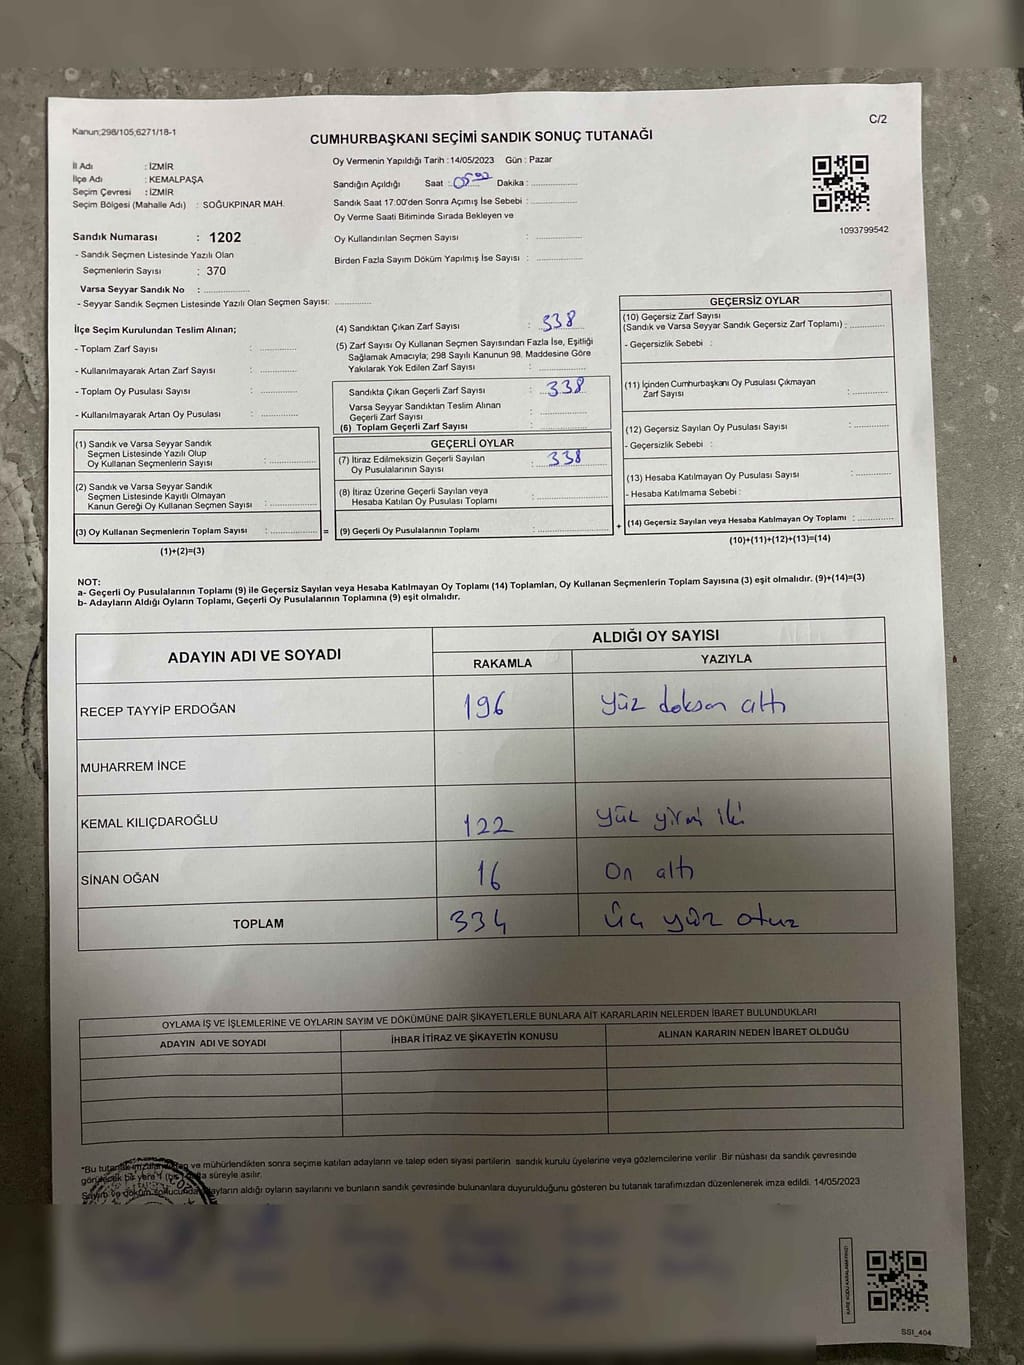 Kanun;298/105;6271/18-1
C/2
CUMHURBAŞKANI SEÇİMİ SANDIK SONUÇ TUTANAĞI
İl Adı : İZMİR
İlçe Adı : KEMALPAŞA
Seçim Çevresi : İZMİR
Seçim Bölgesi (Mahalle Adı) : SOĞUKPINAR MAH.
Oy Vermenin Yapıldığı Tarih : 14/05/2023 Gün : Pazar
Sandığın Açıldığı Saat : 05 Dakika : ..............
Sandık Saat 17.00'den Sonra Açımış İse Sebebi : ..............
Oy Verme Saati Bitiminde Sırada Bekleyen ve
Oy Kullandırılan Seçmen Sayısı : ..............
Birden Fazla Sayım Döküm Yapılmış İse Sayısı : ..............
1093799542
Sandık Numarası : 1202
- Sandık Seçmen Listesinde Yazılı Olan
Seçmenlerin Sayısı : 370
Varsa Seyyar Sandık No : ..............
- Seyyar Sandık Seçmen Listesinde Yazılı Olan Seçmen Sayısı: ..............
İlçe Seçim Kurulundan Teslim Alınan;
- Toplam Zarf Sayısı : ..............
- Kullanılmayarak Artan Zarf Sayısı : ..............
- Toplam Oy Pusulası Sayısı : ..............
- Kullanılmayarak Artan Oy Pusulası : ..............
(1) Sandık ve Varsa Seyyar Sandık
Seçmen Listesinde Yazılı Olup
Oy Kullanan Seçmenlerin Sayısı : ..............
(2) Sandık ve Varsa Seyyar Sandık
Seçmen Listesinde Kayıtlı Olmayan
Kanun Gereği Oy Kullanan Seçmen Sayısı : ..............
(3) Oy Kullanan Seçmenlerin Toplam Sayısı : ..............
(1)+(2)=(3)
(4) Sandıktan Çıkan Zarf Sayısı : 338
(5) Zarf Sayısı Oy Kullanan Seçmen Sayısından Fazla İse, Eşitliği
Sağlamak Amacıyla; 298 Sayılı Kanunun 98. Maddesine Göre
Yakılarak Yok Edilen Zarf Sayısı : ..............
Sandıkta Çıkan Geçerli Zarf Sayısı : 338
Varsa Seyyar Sandıktan Teslim Alınan
Geçerli Zarf Sayısı : ..............
(6) Toplam Geçerli Zarf Sayısı : ..............
GEÇERLİ OYLAR
(7) İtiraz Edilmeksizin Geçerli Sayılan
Oy Pusulalarının Sayısı : 338
(8) İtiraz Üzerine Geçerli Sayılan veya
Hesaba Katılan Oy Pusulası Toplamı : ..............
= (9) Geçerli Oy Pusulalarının Toplamı : ..............
GEÇERSİZ OYLAR
(10) Geçersiz Zarf Sayısı
(Sandık ve Varsa Seyyar Sandık Geçersiz Zarf Toplamı) : ..............
- Geçersizlik Sebebi :
(11) İçinden Cumhurbaşkanı Oy Pusulası Çıkmayan
Zarf Sayısı : ..............
(12) Geçersiz Sayılan Oy Pusulası Sayısı : ..............
- Geçersizlik Sebebi :
(13) Hesaba Katılmayan Oy Pusulası Sayısı : ..............
- Hesaba Katılmama Sebebi :
+ (14) Geçersiz Sayılan veya Hesaba Katılmayan Oy Toplamı : ..............
(10)+(11)+(12)+(13)=(14)
NOT:
a- Geçerli Oy Pusulalarının Toplamı (9) ile Geçersiz Sayılan veya Hesaba Katılmayan Oy Toplamı (14) Toplamları, Oy Kullanan Seçmenlerin Toplam Sayısına (3) eşit olmalıdır. (9)+(14)=(3)
b- Adayların Aldığı Oyların Toplamı, Geçerli Oy Pusulalarının Toplamına (9) eşit olmalıdır.
ADAYIN ADI VE SOYADI
ALDIĞI OY SAYISI
RAKAMLA YAZIYLA
RECEP TAYYİP ERDOĞAN 196 Yüz doksan altı
MUHARREM İNCE
KEMAL KILIÇDAROĞLU 122 Yüz yirmi iki
SİNAN OĞAN 16 On altı
TOPLAM 334 Üç yüz otuz
OYLAMA İŞ VE İŞLEMLERİNE VE OYLARIN SAYIM VE DÖKÜMÜNE DAİR ŞİKAYETLERLE BUNLARA AİT KARARLARIN NELERDEN İBARET BULUNDUKLARI
ADAYIN ADI VE SOYADI İHBAR İTİRAZ VE ŞİKAYETİN KONUSU ALINAN KARARIN NEDEN İBARET OLDUĞU
*Bu tutanak ve mühürlendikten sonra seçime katılan adayların ve talep eden siyasi partilerin sandık kurulu üyelerine veya gözlemcilerine verilir .Bir nüshası da sandık çevresinde
görülecek bir yere 1 süreyle asılır.
Sayım ve döküm sonucunda adayların aldığı oyların sayılarını ve bunların sandık çevresinde bulunanlara duyurulduğunu gösteren bu tutanak tarafımızdan düzenlenerek imza edildi. 14/05/2023
SSI_404